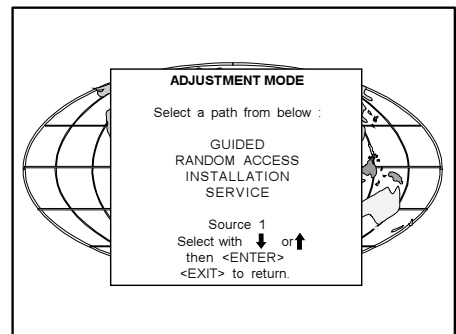 ADJUSTMENT MODE
Select a path from below :
GUIDED
RANDOM ACCESS
INSTALLATION
SERVICE
Source 1
Select with ⬇ or ⬆
then <ENTER>
<EXIT> to return.